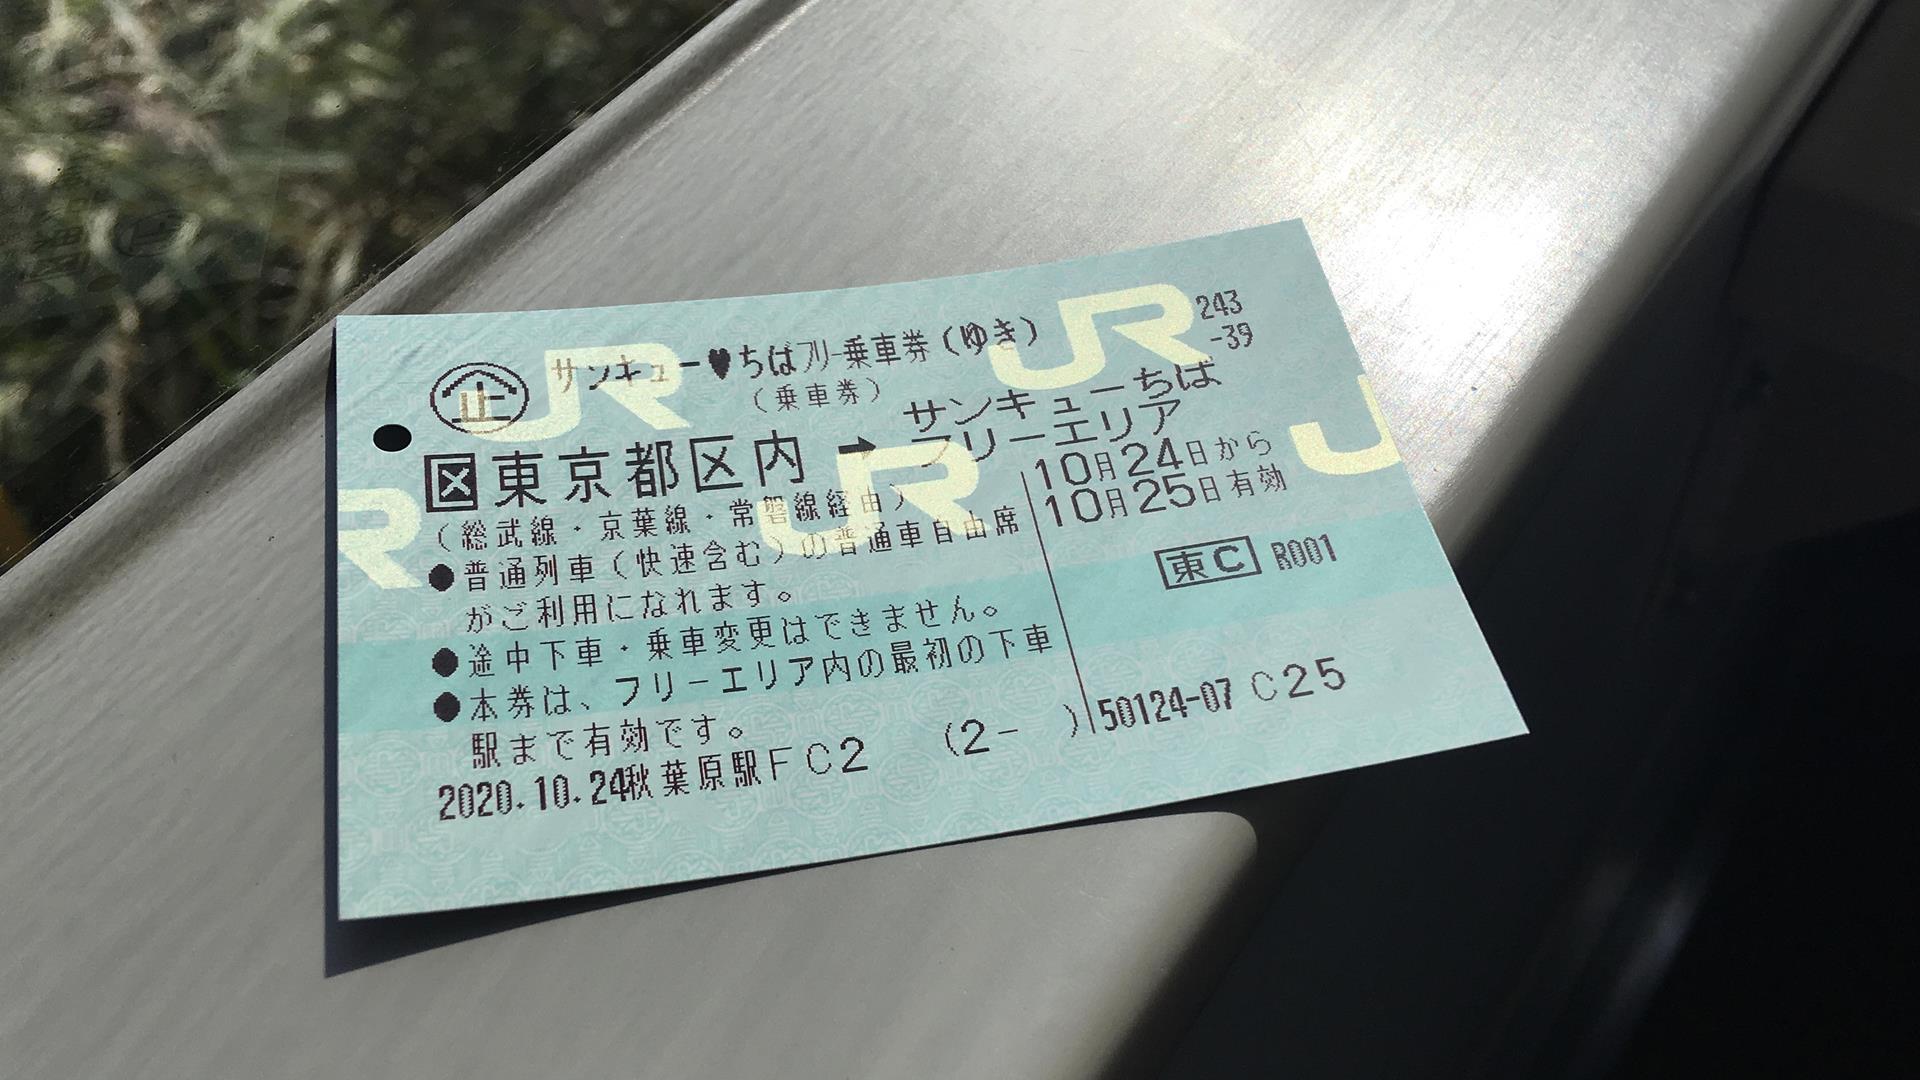 サンキュー♥ちばフリー乗車券(ゆき)
243
-39
(乗車券)
企
区 東京都区内 → サンキューちば
フリーエリア
(総武線・京葉線・常磐線経由)
10月24日から
10月25日有効
●普通列車(快速含む)の普通車自由席
がご利用になれます。
●途中下車・乗車変更はできません。
●本券は、フリーエリア内の最初の下車
駅まで有効です。
東C R001
2020.10.24秋葉原駅FC2 (2- ) 50124-07 C25
JR
JR
JR